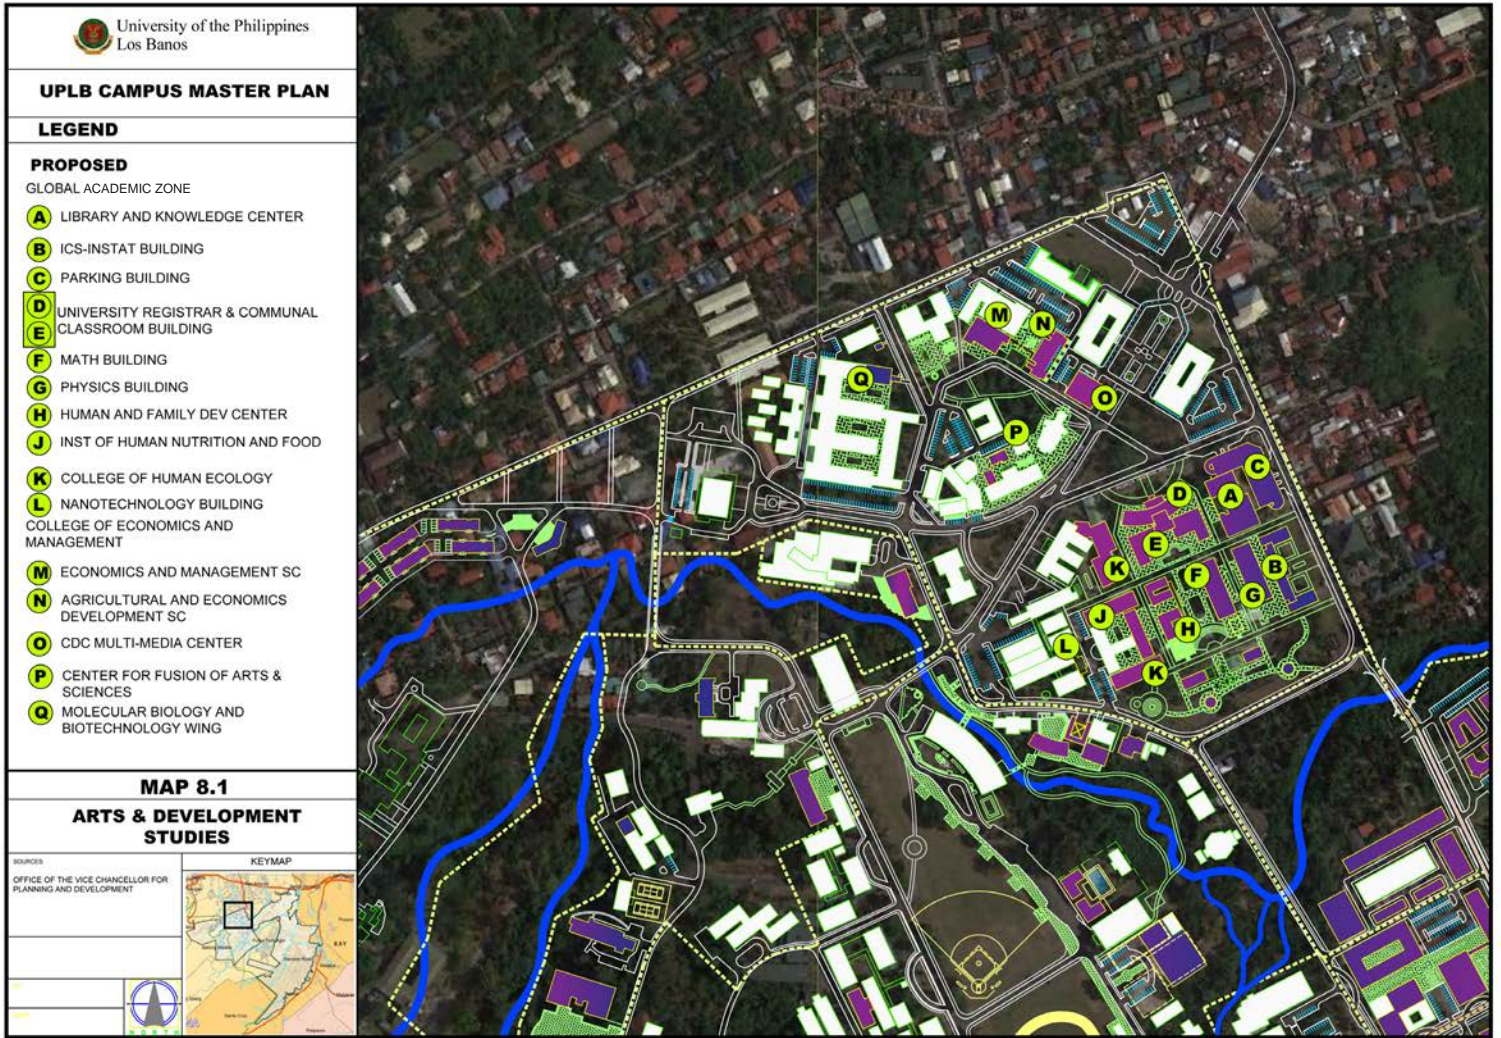 University of the Philippines
Los Banos
UPLB CAMPUS MASTER PLAN
LEGEND
PROPOSED
GLOBAL ACADEMIC ZONE
A LIBRARY AND KNOWLEDGE CENTER
B ICS-INSTAT BUILDING
C PARKING BUILDING
D UNIVERSITY REGISTRAR & COMMUNAL
E CLASSROOM BUILDING
F MATH BUILDING
G PHYSICS BUILDING
H HUMAN AND FAMILY DEV CENTER
J INST OF HUMAN NUTRITION AND FOOD
K COLLEGE OF HUMAN ECOLOGY
L NANOTECHNOLOGY BUILDING
COLLEGE OF ECONOMICS AND
MANAGEMENT
M ECONOMICS AND MANAGEMENT SC
N AGRICULTURAL AND ECONOMICS
DEVELOPMENT SC
O CDC MULTI-MEDIA CENTER
P CENTER FOR FUSION OF ARTS &
SCIENCES
Q MOLECULAR BIOLOGY AND
BIOTECHNOLOGY WING
MAP 8.1
ARTS & DEVELOPMENT
STUDIES
SOURCES
OFFICE OF THE VICE CHANCELLOR FOR
PLANNING AND DEVELOPMENT
KEYMAP
NORTH
M
N
Q
O
P
C
A
D
E
K
F
B
G
J
H
L
K